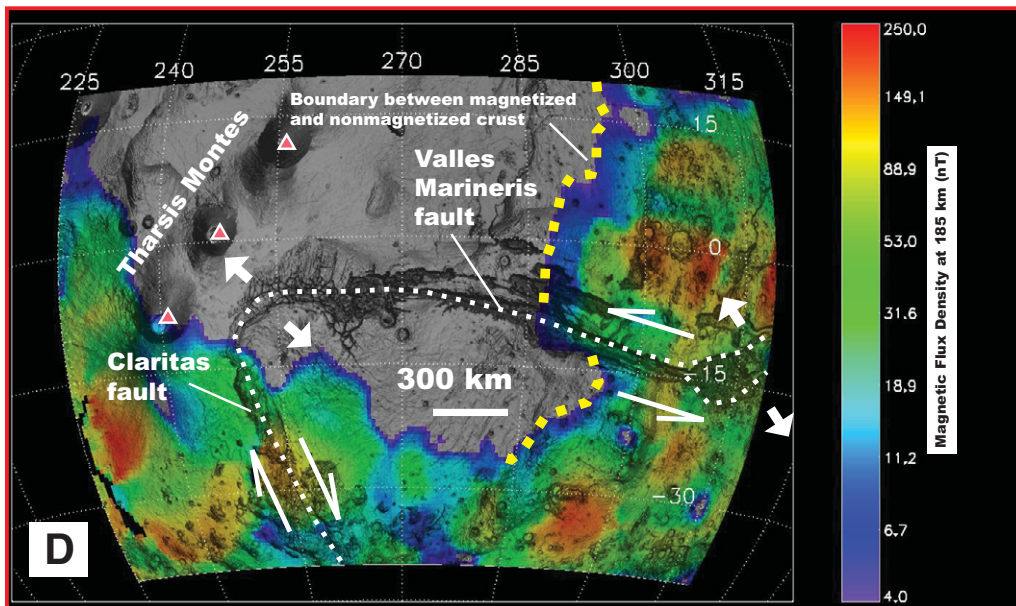 225
240
255
270
285
300
315
Boundary between magnetized
and nonmagnetized crust
15
Valles
Marineris
fault
Tharsis Montes
0
Claritas
fault
300 km
-15
-30
D
250,0
149,1
88.9
53.0
31.6
18,9
11,2
6.7
4.0
Magnetic Flux Density at 185 km (nT)